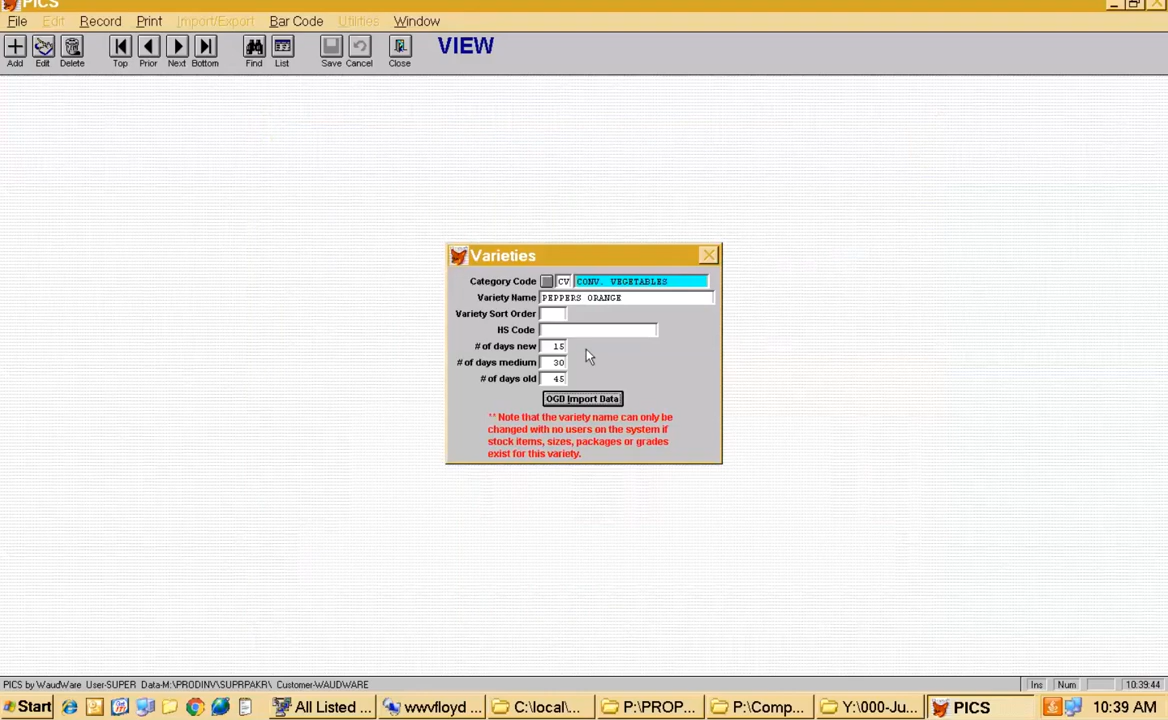 PICS
File Edit Record Print Import/Export Bar Code Utilities Window
Add Edit Delete Top Prior Next Bottom Find List Save Cancel Close VIEW
Varieties
Category Code CV CONV. VEGETABLES
Variety Name PEPPERS ORANGE
Variety Sort Order
HS Code
# of days new 15
# of days medium 30
# of days old 45
OGD Import Data
** Note that the variety name can only be
changed with no users on the system if
stock items, sizes, packages or grades
exist for this variety.
PICS by WaudWare User-SUPER Data-M:\PRODINV\SUPRPAKR\ Customer-WAUDWARE Ins Num 10:39:44
Start All Listed ... wwvfloyd ... C:\local\... P:\PROP... P:\Comp... Y:\000-Ju... PICS 10:39 AM